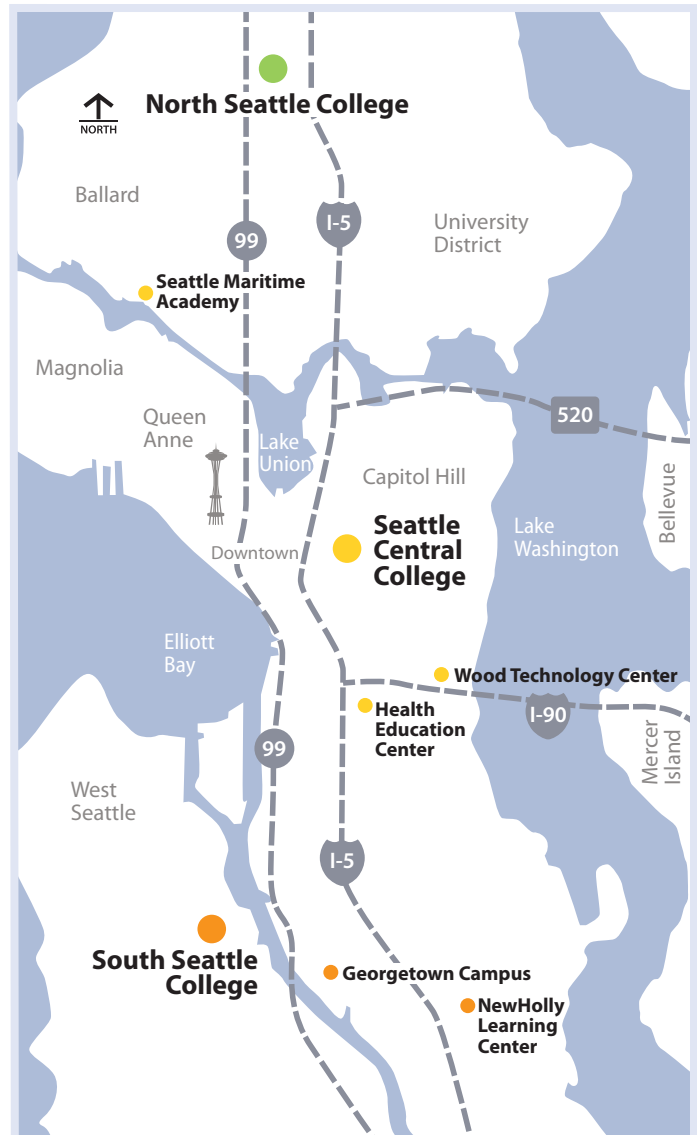 North Seattle College
NORTH
Ballard
I-5
University
District
99
Seattle Maritime
Academy
Magnolia
520
Queen
Anne
Lake
Union
Capitol Hill
Bellevue
Seattle
Central
College
Lake
Washington
Downtown
Elliott
Bay
Wood Technology Center
Health
Education
Center
I-90
Mercer
Island
99
West
Seattle
I-5
South Seattle
College
Georgetown Campus
NewHolly
Learning
Center